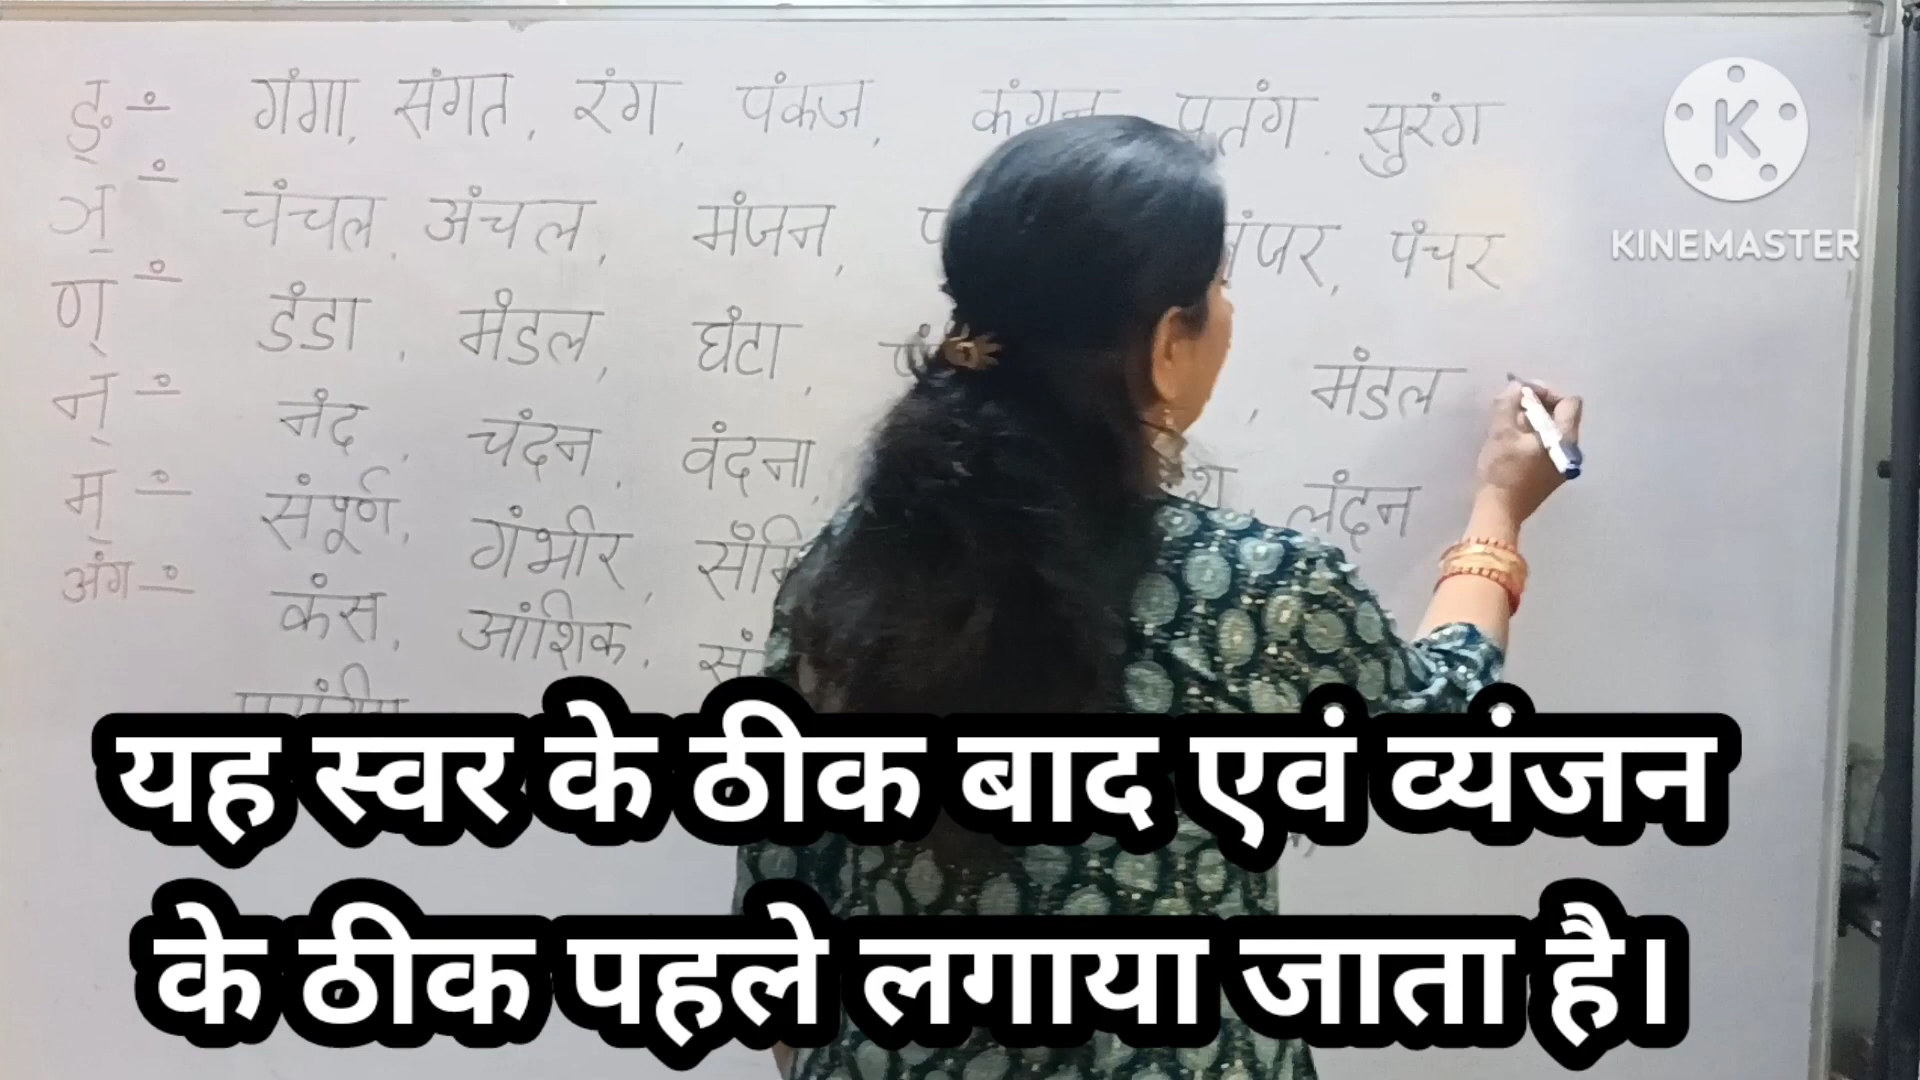 ङ् ÷ गंगा, संगत, रंग, पंकज, कंगन पतंग, सुरंग
ञ् ÷ चंचल, अंचल, मंजन, पंचर
ण् ÷ डंडा, मंडल, घंटा, मंडल
न् ÷ नंद, चंदन, वंदना, लंदन
म् ÷ संपूर्ण, गंभीर,
अंग ÷ कंस, आंशिक,
KINEMASTER
यह स्वर के ठीक बाद एवं व्यंजन
के ठीक पहले लगाया जाता है।